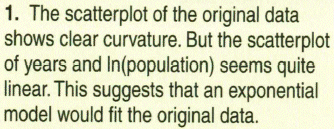 1. The scatterplot of the original data
shows clear curvature. But the scatterplot
of years and ln(population) seems quite
linear. This suggests that an exponential
model would fit the original data.